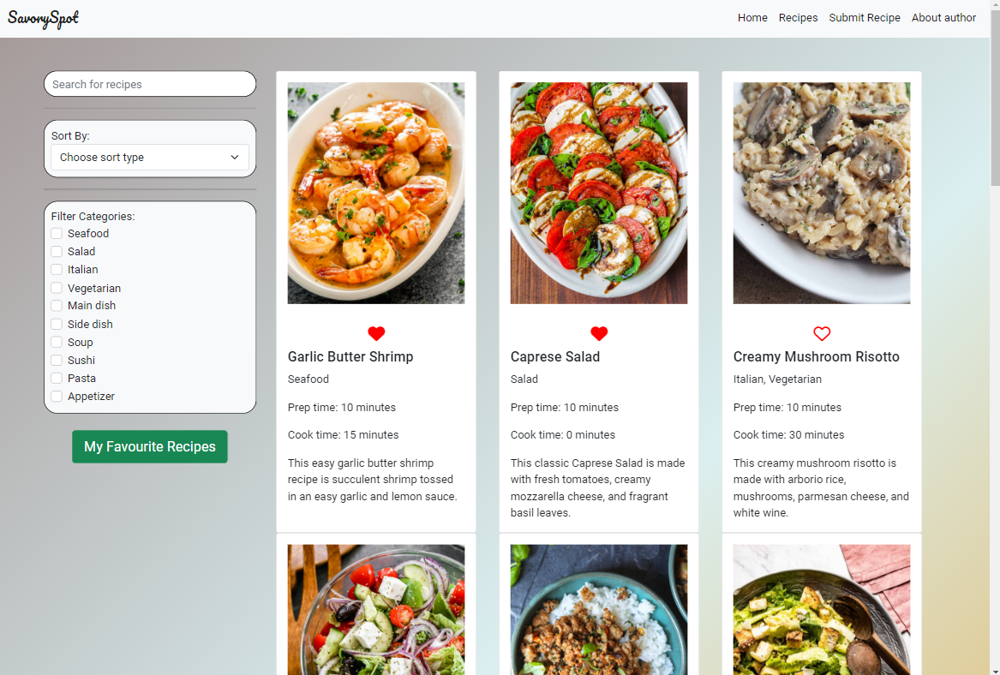 SavorySpot
Home
Recipes
Submit Recipe
About author
Search for recipes
Sort By:
Choose sort type
Filter Categories:
Seafood
Salad
Italian
Vegetarian
Main dish
Side dish
Soup
Sushi
Pasta
Appetizer
My Favourite Recipes
Garlic Butter Shrimp
Seafood
Prep time: 10 minutes
Cook time: 15 minutes
This easy garlic butter shrimp
recipe is succulent shrimp tossed
in an easy garlic and lemon sauce.
Caprese Salad
Salad
Prep time: 10 minutes
Cook time: 0 minutes
This classic Caprese Salad is made
with fresh tomatoes, creamy
mozzarella cheese, and fragrant
basil leaves.
Creamy Mushroom Risotto
Italian, Vegetarian
Prep time: 10 minutes
Cook time: 30 minutes
This creamy mushroom risotto is
made with arborio rice,
mushrooms, parmesan cheese, and
white wine.